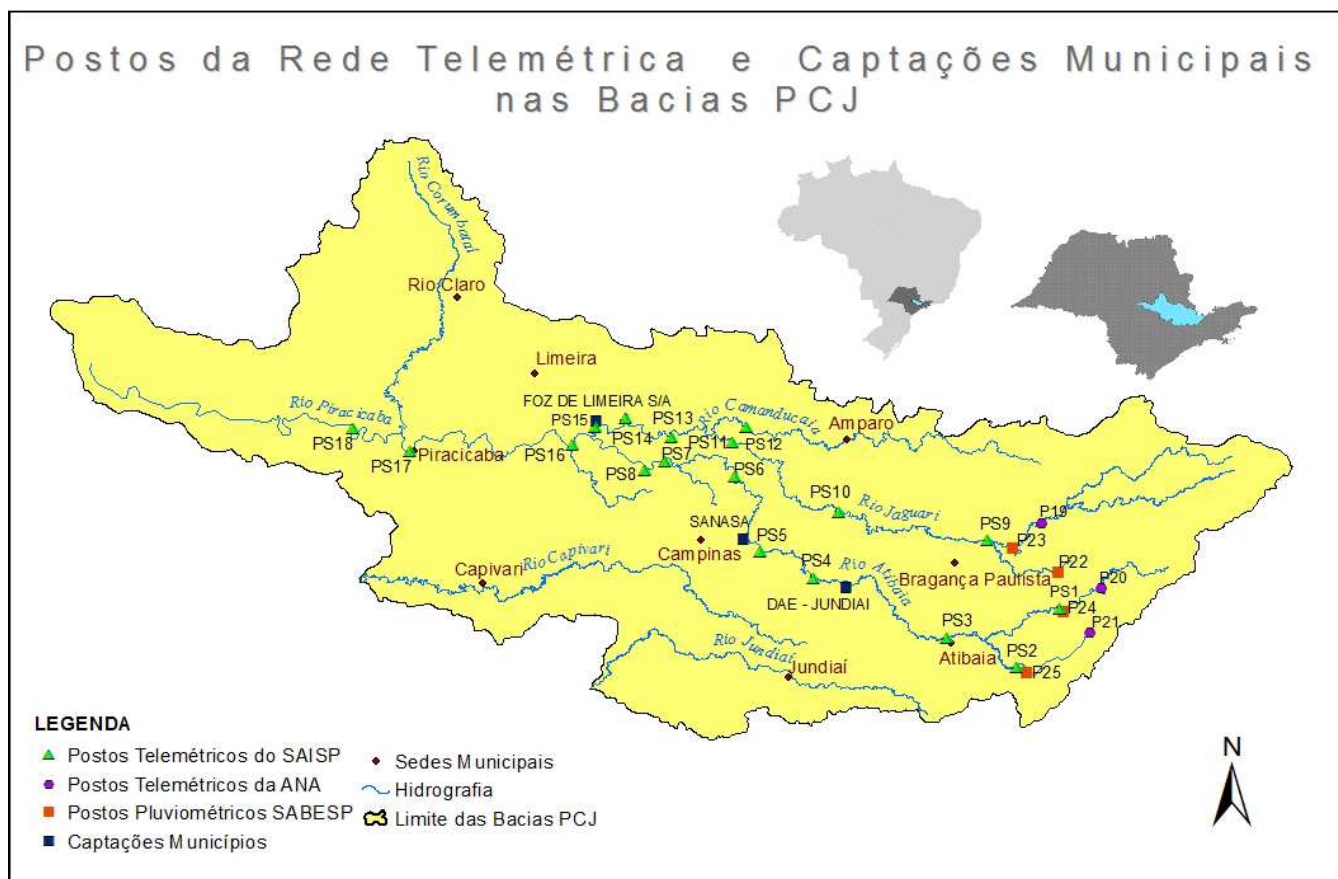 Postos da Rede Telemétrica e Captações Municipais
nas Bacias PCJ
Rio Corumbataí
Rio Claro
Limeira
FOZ DE LIMEIRA S/A
Rio Piracicaba
PS15
PS13
Rio Camanducaia
Amparo
PS18
PS14
PS11
PS12
PS17
Piracicaba
PS16
PS7
PS8
PS6
PS10
Rio Jaguari
P19
SANASA
PS9
P23
PS5
Campinas
Rio Capivari
PS4
Rio Atibaia
P22
Capivari
Bragança Paulista
P20
DAE - JUNDIAI
PS1
P24
P21
PS3
Rio Jundiaí
Atibaia
PS2
Jundiaí
P25
LEGENDA
Postos Telemétricos do SAISP
Postos Telemétricos da ANA
Postos Pluviométricos SABESP
Captações Municípios
Sedes Municipais
Hidrografia
Limite das Bacias PCJ
N